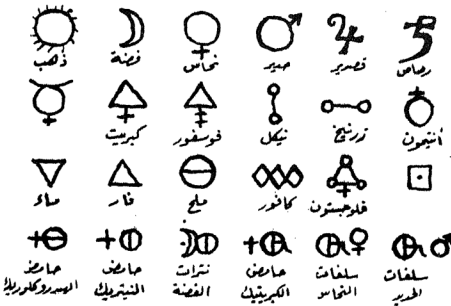 رصاص قصدير حديد نحاس فضة ذهب
أنتيمون زرنيخ نيكل فوسفور كبريت
فلوجستون كافور ملح نار ماء
سلفات سلفات حامض نترات حامض حامض
الحديد النحاس الكبريتيك الفضة النيتريك الهيدروكلوريك